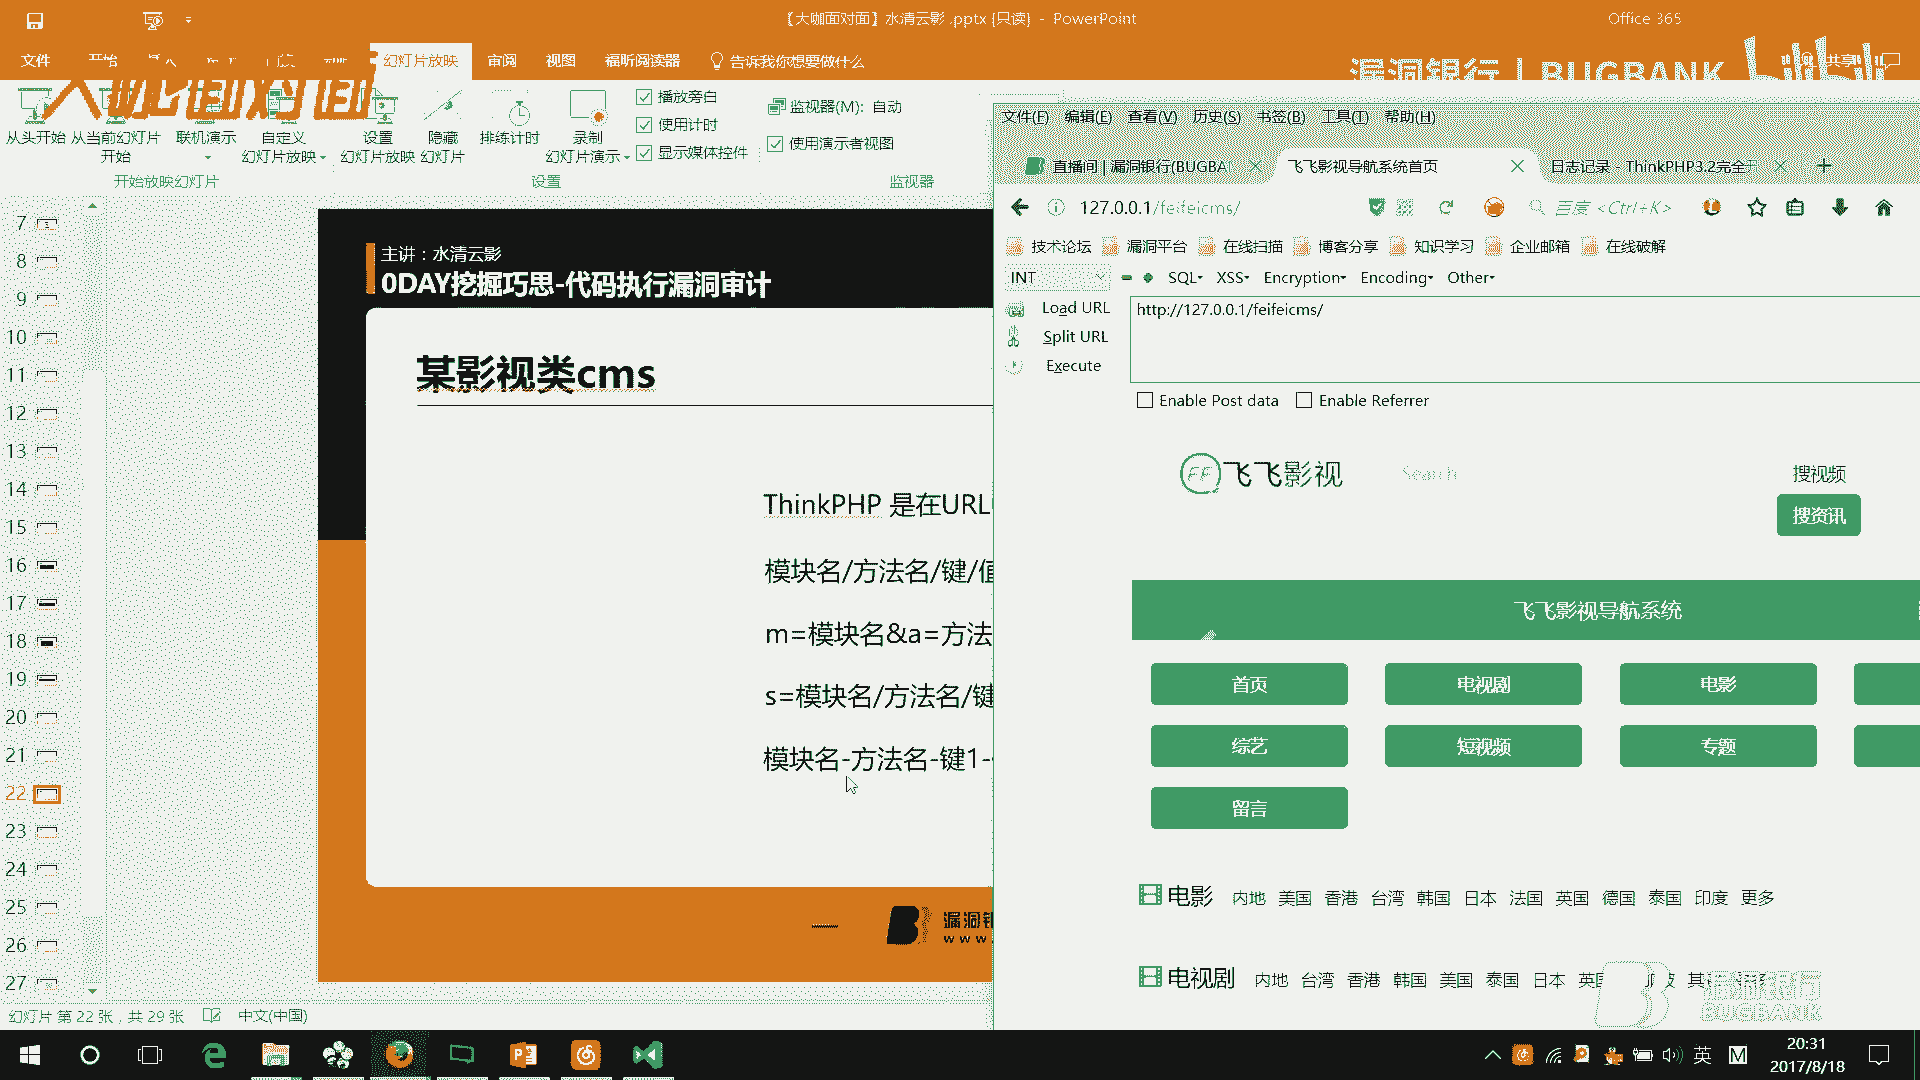 【大咖面对面】水清云影 .pptx [只读] - PowerPoint
Office 365
文件
开始
幻灯片放映
审阅
视图
福昕阅读器
告诉我你想要做什么
共享
大咖面对面
漏洞银行 | BUGBANK
bilibili
从头开始
从当前幻灯片
开始
联机演示
自定义
幻灯片放映
设置
幻灯片放映
隐藏
幻灯片
排练计时
录制
幻灯片演示
播放旁白
使用计时
显示媒体控件
监视器(M): 自动
使用演示者视图
开始放映幻灯片
设置
监视器
7
8
9
10
11
12
13
14
15
16
17
18
19
20
21
22
23
24
25
26
27
主讲：水清云影
0DAY挖掘巧思-代码执行漏洞审计
某影视类cms
ThinkPHP 是在URL
模块名/方法名/键/值
m=模块名&a=方法
s=模块名/方法名/键
模块名-方法名-键1-
漏洞银
www
幻灯片 第 22 张，共 29 张
中文(中国)
文件(F) 编辑(E) 查看(V) 历史(S) 书签(B) 工具(T) 帮助(H)
直播间 | 漏洞银行(BUGBA
飞飞影视导航系统首页
日志记录 - ThinkPHP3.2完全开
127.0.0.1/feifeicms/
百度 <Ctrl+K>
技术论坛 漏洞平台 在线扫描 博客分享 知识学习 企业邮箱 在线破解
INT
SQL XSS Encryption Encoding Other
Load URL
http://127.0.0.1/feifeicms/
Split URL
Execute
Enable Post data
Enable Referrer
FF 飞飞影视
Search
搜视频
搜资讯
飞飞影视导航系统
首页
电视剧
电影
综艺
短视频
专题
留言
电影 内地 美国 香港 台湾 韩国 日本 法国 英国 德国 泰国 印度 更多
电视剧 内地 台湾 香港 韩国 美国 泰国 日本 英国
漏洞银行
BUGBANK
英
M
20:31
2017/8/18